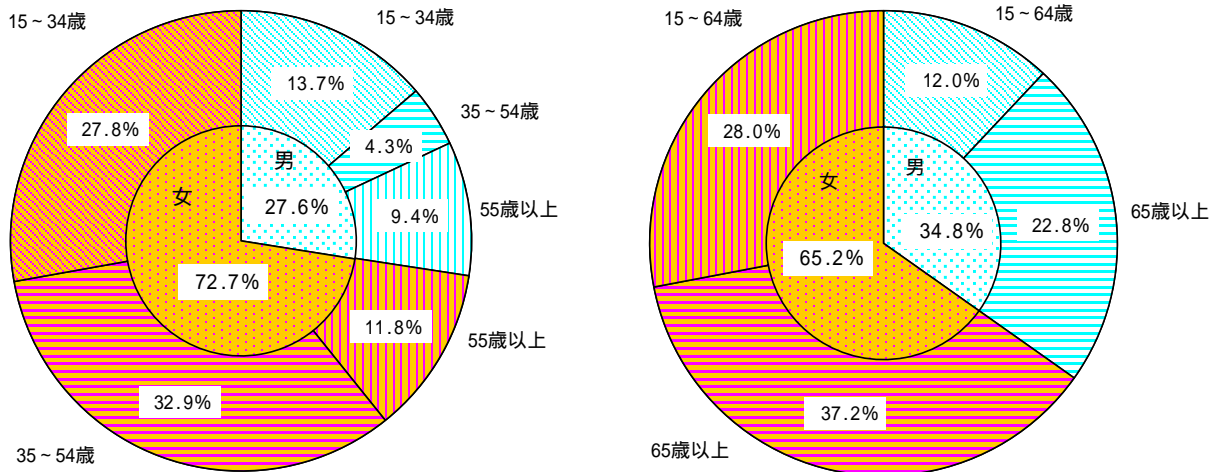 15~34歳
15~34歳
13.7%
35~54歳
4.3%
27.8%
男
27.6%
9.4%
55歳以上
女
72.7%
11.8%
55歳以上
32.9%
35~54歳
15~64歳
15~64歳
12.0%
28.0%
男
34.8%
22.8%
65歳以上
女
65.2%
37.2%
65歳以上